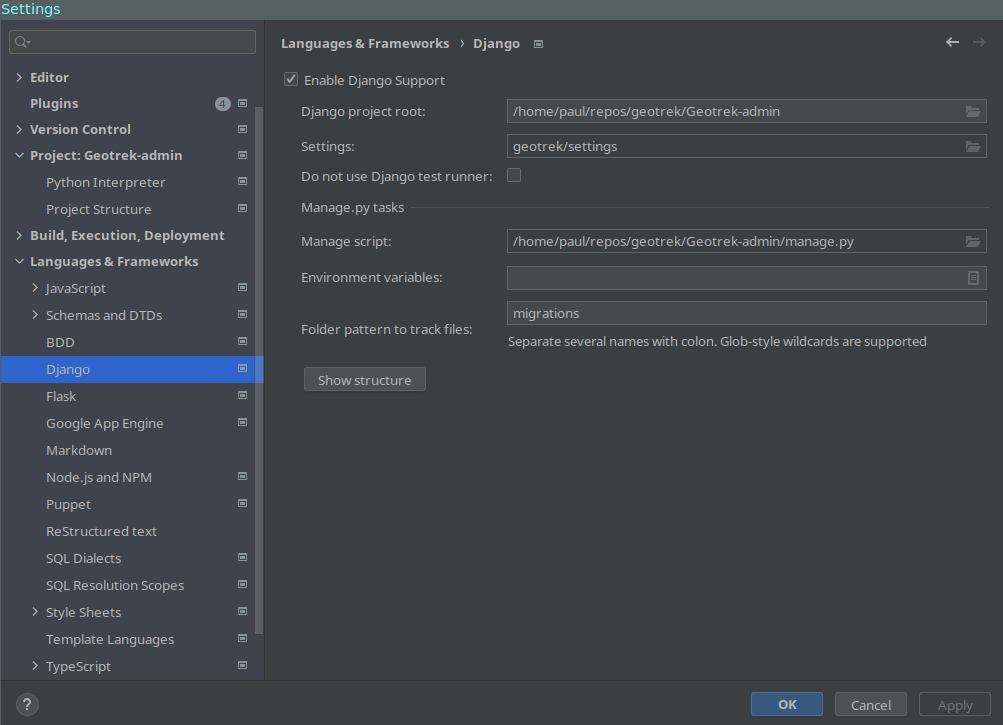 Settings
Editor
Plugins 4
Version Control
Project: Geotrek-admin
Python Interpreter
Project Structure
Build, Execution, Deployment
Languages & Frameworks
JavaScript
Schemas and DTDs
BDD
Django
Flask
Google App Engine
Markdown
Node.js and NPM
Puppet
ReStructured text
SQL Dialects
SQL Resolution Scopes
Style Sheets
Template Languages
TypeScript
Languages & Frameworks › Django
Enable Django Support
Django project root: /home/paul/repos/geotrek/Geotrek-admin
Settings: geotrek/settings
Do not use Django test runner:
Manage.py tasks
Manage script: /home/paul/repos/geotrek/Geotrek-admin/manage.py
Environment variables:
Folder pattern to track files: migrations
Separate several names with colon. Glob-style wildcards are supported
Show structure
?
OK Cancel Apply